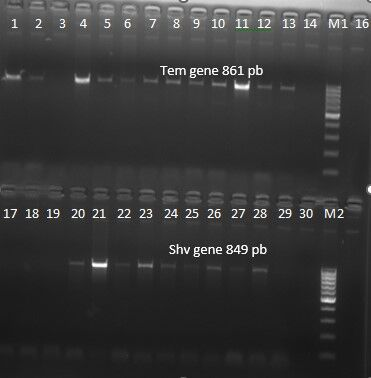 1 2 3 4 5 6 7 8 9 10 11 12 13 14 M1 16
Tem gene 861 pb
17 18 19 20 21 22 23 24 25 26 27 28 29 30 M2
Shv gene 849 pb